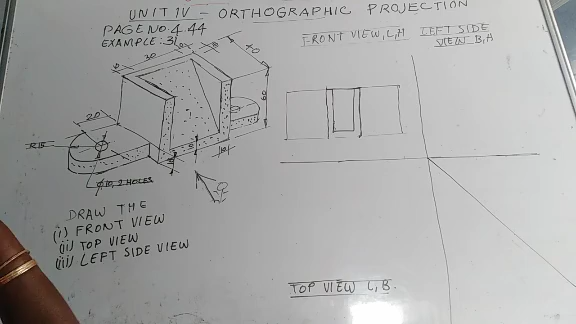 UNIT IV - ORTHOGRAPHIC PROJECTION
PAGE NO: 4.44
EXAMPLE: 31
FRONT VIEW, L, H
LEFT SIDE
VIEW B, H
30
40
60
20
R15
2 HOLES
DRAW THE
(i) FRONT VIEW
(ii) TOP VIEW
(iii) LEFT SIDE VIEW
TOP VIEW L, B.